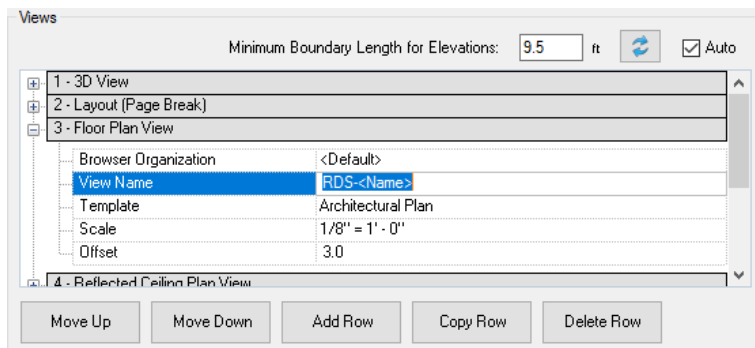 Views
Minimum Boundary Length for Elevations: 9.5 ft Auto
1 - 3D View
2 - Layout (Page Break)
3 - Floor Plan View
Browser Organization <Default>
View Name RDS-<Name>
Template Architectural Plan
Scale 1/8" = 1' - 0"
Offset 3.0
4 - Reflected Ceiling Plan View
Move Up Move Down Add Row Copy Row Delete Row